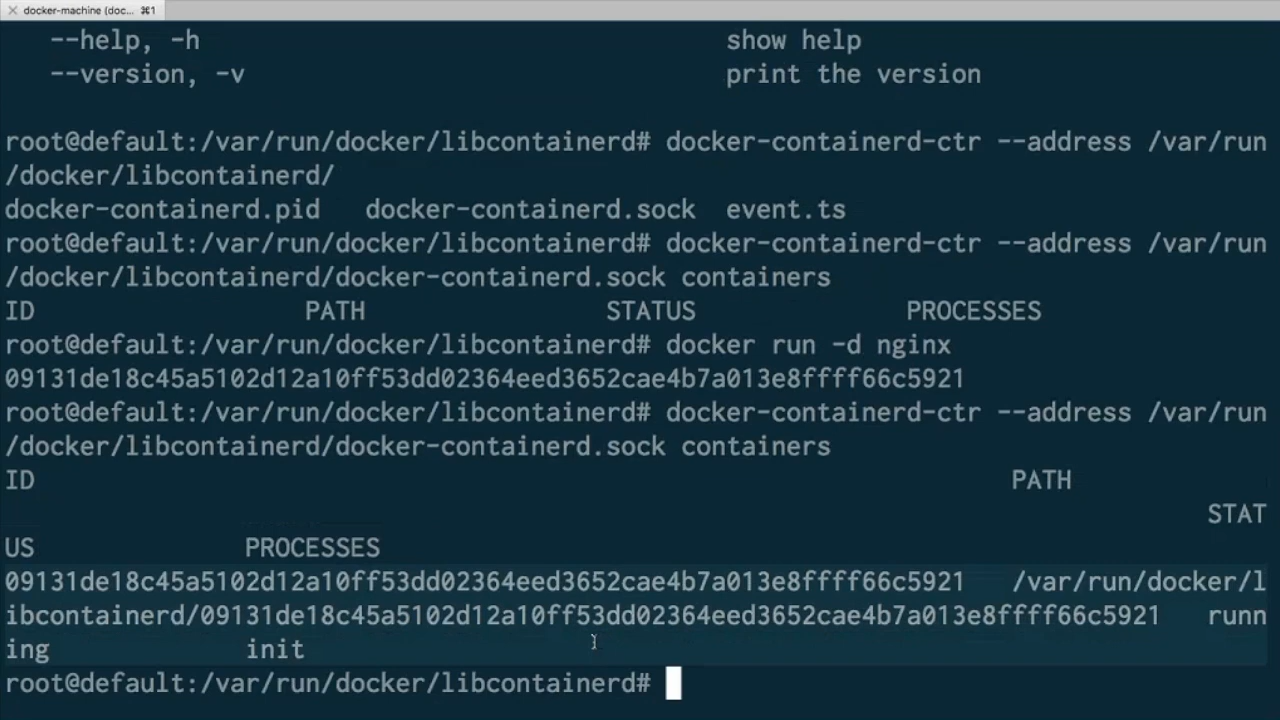 docker-machine (doc... ⌘1
--help, -h show help
--version, -v print the version
root@default:/var/run/docker/libcontainerd# docker-containerd-ctr --address /var/run
/docker/libcontainerd/
docker-containerd.pid docker-containerd.sock event.ts
root@default:/var/run/docker/libcontainerd# docker-containerd-ctr --address /var/run
/docker/libcontainerd/docker-containerd.sock containers
ID PATH STATUS PROCESSES
root@default:/var/run/docker/libcontainerd# docker run -d nginx
09131de18c45a5102d12a10ff53dd02364eed3652cae4b7a013e8ffff66c5921
root@default:/var/run/docker/libcontainerd# docker-containerd-ctr --address /var/run
/docker/libcontainerd/docker-containerd.sock containers
ID PATH
STAT
US PROCESSES
09131de18c45a5102d12a10ff53dd02364eed3652cae4b7a013e8ffff66c5921 /var/run/docker/l
ibcontainerd/09131de18c45a5102d12a10ff53dd02364eed3652cae4b7a013e8ffff66c5921 runn
ing init
root@default:/var/run/docker/libcontainerd#